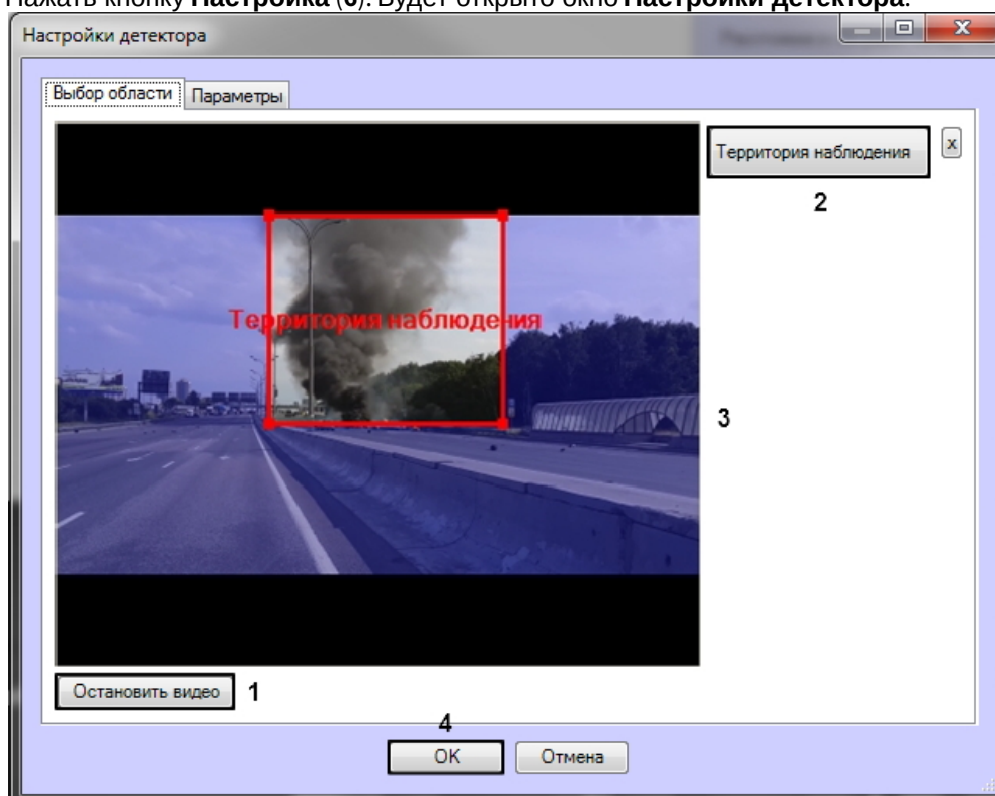 Нажать кнопку Настройка (6). Будет открыто окно Настройки детектора.
Настройки детектора
Выбор области Параметры
Территория наблюдения x
2
Территория наблюдения
3
Остановить видео 1
4
OK Отмена